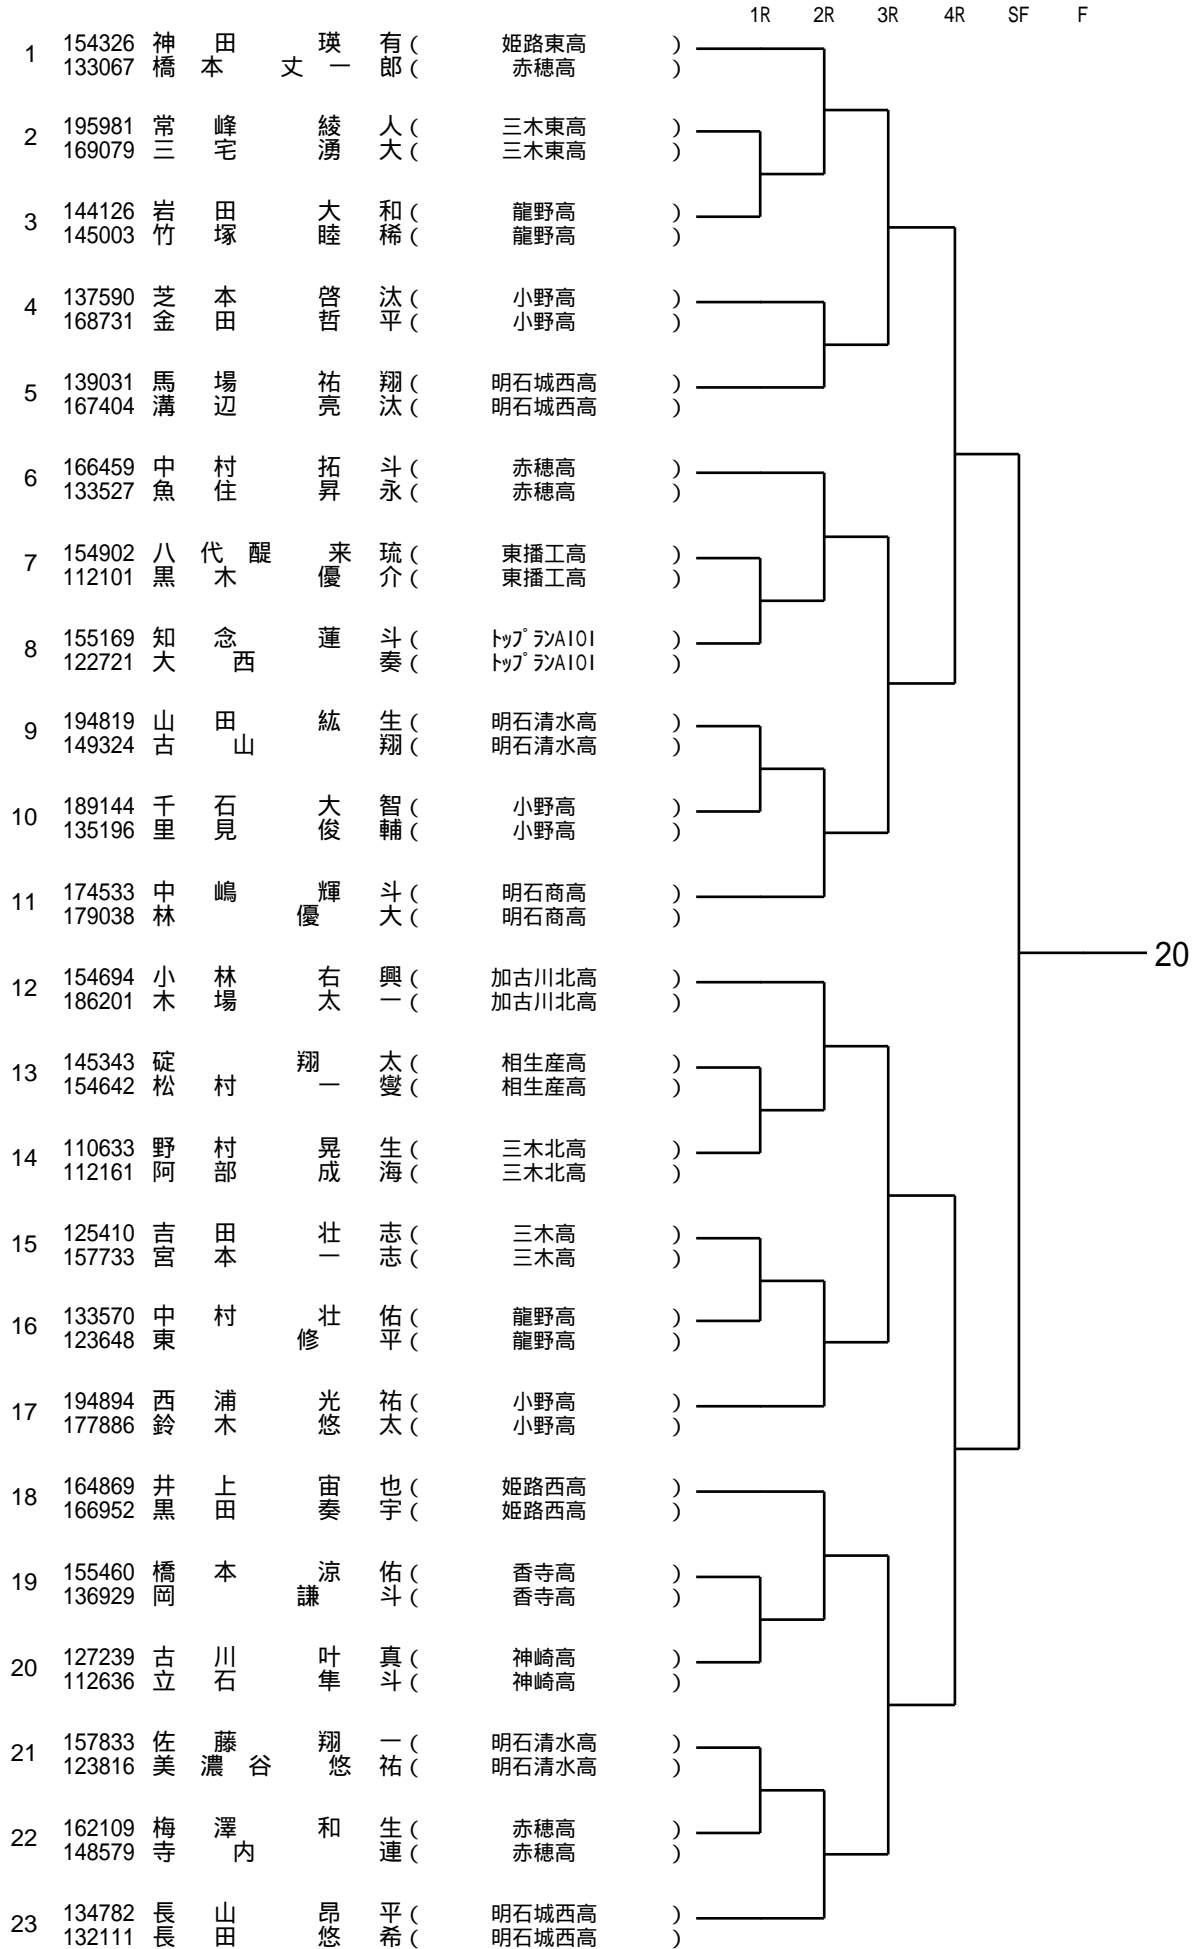 1R 2R 3R 4R SF F
1 154326 神田 瑛有 ( 姫路東高 )
133067 橋本 丈一郎 ( 赤穂高 )
2 195981 常峰 綾人 ( 三木東高 )
169079 三宅 湧大 ( 三木東高 )
3 144126 岩田 大和 ( 龍野高 )
145003 竹塚 睦稀 ( 龍野高 )
4 137590 芝本 啓汰 ( 小野高 )
168731 金田 哲平 ( 小野高 )
5 139031 馬場 祐翔 ( 明石城西高 )
167404 溝辺 亮汰 ( 明石城西高 )
6 166459 中村 拓斗 ( 赤穂高 )
133527 魚住 昇永 ( 赤穂高 )
7 154902 八代醍 来琉 ( 東播工高 )
112101 黒木 優介 ( 東播工高 )
8 155169 知念 蓮斗 ( トップランAIOI )
122721 大西 奏 ( トップランAIOI )
9 194819 山田 紘生 ( 明石清水高 )
149324 古山 翔 ( 明石清水高 )
10 189144 千石 大智 ( 小野高 )
135196 里見 俊輔 ( 小野高 )
11 174533 中嶋 輝斗 ( 明石商高 )
179038 林 優大 ( 明石商高 )
20
12 154694 小林 右興 ( 加古川北高 )
186201 木場 太一 ( 加古川北高 )
13 145343 碇 翔太 ( 相生産高 )
154642 松村 一燮 ( 相生産高 )
14 110633 野村 晃生 ( 三木北高 )
112161 阿部 成海 ( 三木北高 )
15 125410 吉田 壮志 ( 三木高 )
157733 宮本 一志 ( 三木高 )
16 133570 中村 壮佑 ( 龍野高 )
123648 東 修平 ( 龍野高 )
17 194894 西浦 光祐 ( 小野高 )
177886 鈴木 悠太 ( 小野高 )
18 164869 井上 宙也 ( 姫路西高 )
166952 黒田 奏宇 ( 姫路西高 )
19 155460 橋本 涼佑 ( 香寺高 )
136929 岡 謙斗 ( 香寺高 )
20 127239 古川 叶真 ( 神崎高 )
112636 立石 隼斗 ( 神崎高 )
21 157833 佐藤 翔一 ( 明石清水高 )
123816 美濃谷 悠祐 ( 明石清水高 )
22 162109 梅澤 和生 ( 赤穂高 )
148579 寺内 連 ( 赤穂高 )
23 134782 長山 昂平 ( 明石城西高 )
132111 長田 悠希 ( 明石城西高 )